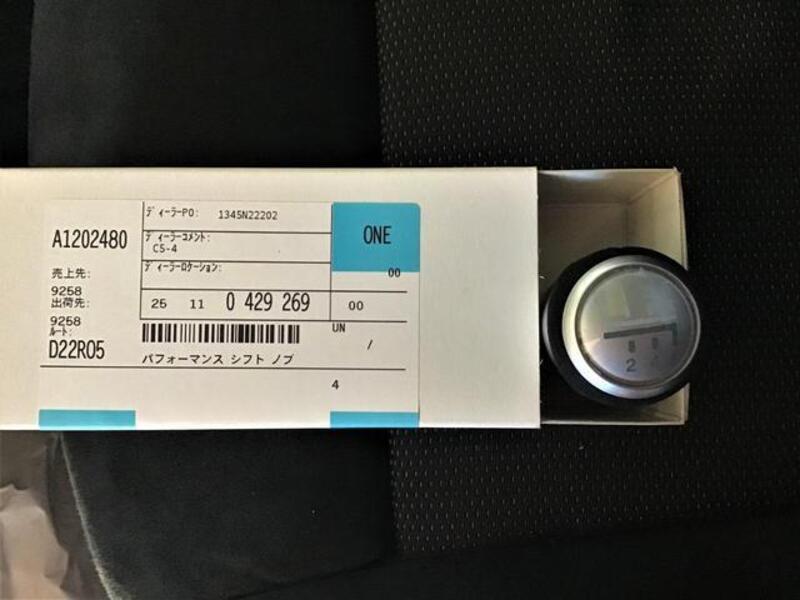 ディーラーPO: 1345N22202
A1202480
ディーラーコメント:
CS-4
ONE
ディーラーロケーション:
00
売上先:
9258
出荷先:
25 11 0 429 269 00
9258
ルート:
D22R05
UN
/
パフォーマンス シフト ノブ
4
2